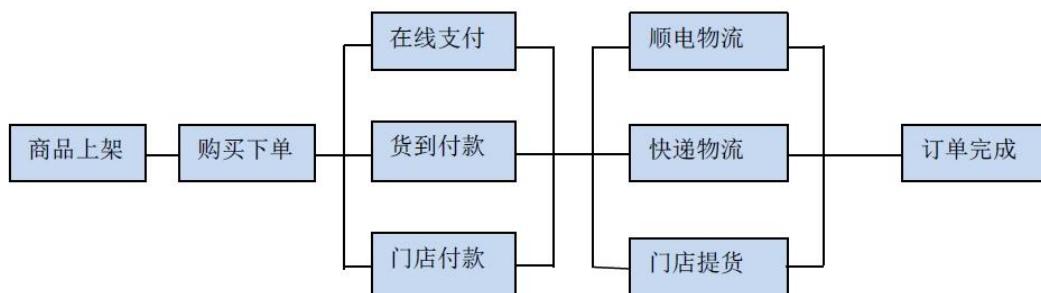 商品上架
购买下单
在线支付
货到付款
门店付款
顺电物流
快递物流
门店提货
订单完成